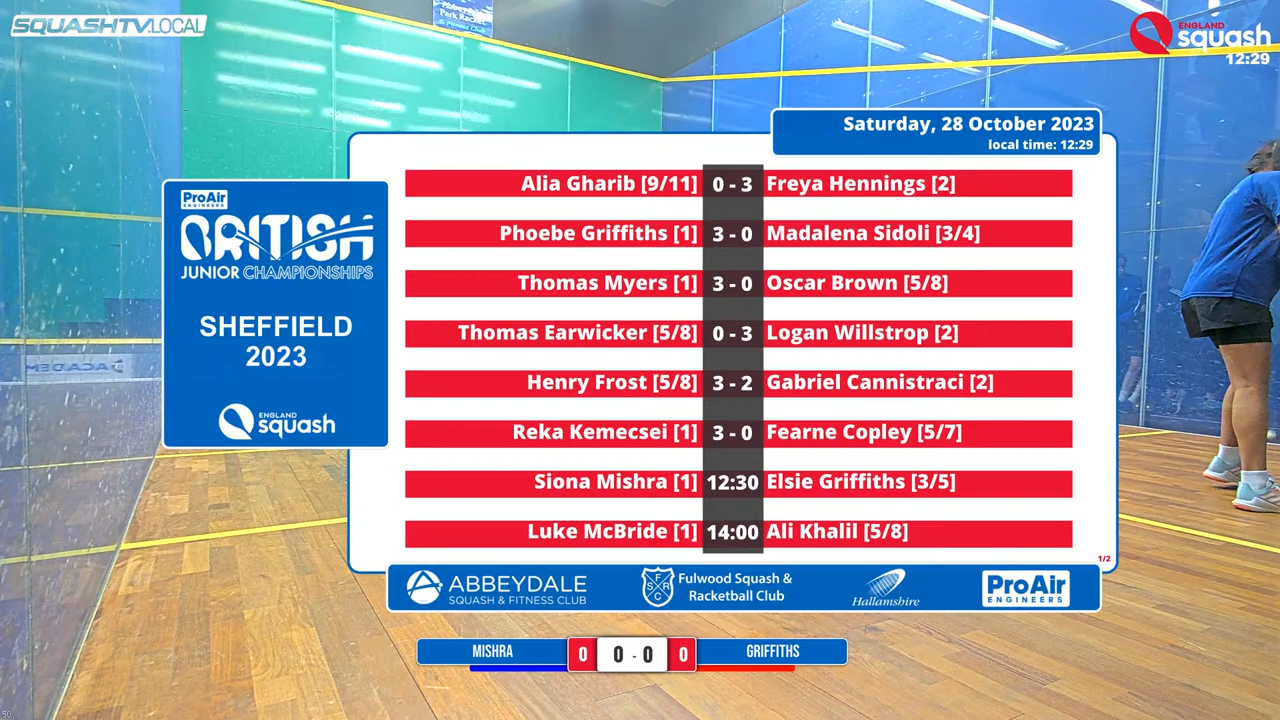 SQUASHTV.LOCAL
Abbeydale
Park Racket
& Fitness Club
ENGLAND
squash
12:29
Saturday, 28 October 2023
local time: 12:29
ProAir
ENGINEERS
BRITISH
JUNIOR CHAMPIONSHIPS
SHEFFIELD
2023
ENGLAND
squash
Alia Gharib [9/11] 0 - 3 Freya Hennings [2]
Phoebe Griffiths [1] 3 - 0 Madalena Sidoli [3/4]
Thomas Myers [1] 3 - 0 Oscar Brown [5/8]
Thomas Earwicker [5/8] 0 - 3 Logan Willstrop [2]
Henry Frost [5/8] 3 - 2 Gabriel Cannistraci [2]
Reka Kemecsei [1] 3 - 0 Fearne Copley [5/7]
Siona Mishra [1] 12:30 Elsie Griffiths [3/5]
Luke McBride [1] 14:00 Ali Khalil [5/8]
1/2
ABBEYDALE
SQUASH & FITNESS CLUB
FSRC
Fulwood Squash &
Racketball Club
Hallamshire
ProAir
ENGINEERS
MISHRA 0 0 - 0 0 GRIFFITHS